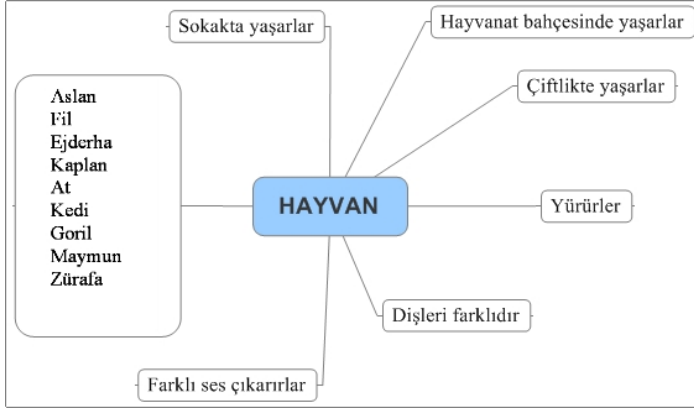 Sokakta yaşarlar
Hayvanat bahçesinde yaşarlar
Çiftlikte yaşarlar
Aslan
Fil
Ejderha
Kaplan
At
Kedi
Goril
Maymun
Zürafa
HAYVAN
Yürürler
Dişleri farklıdır
Farklı ses çıkarırlar